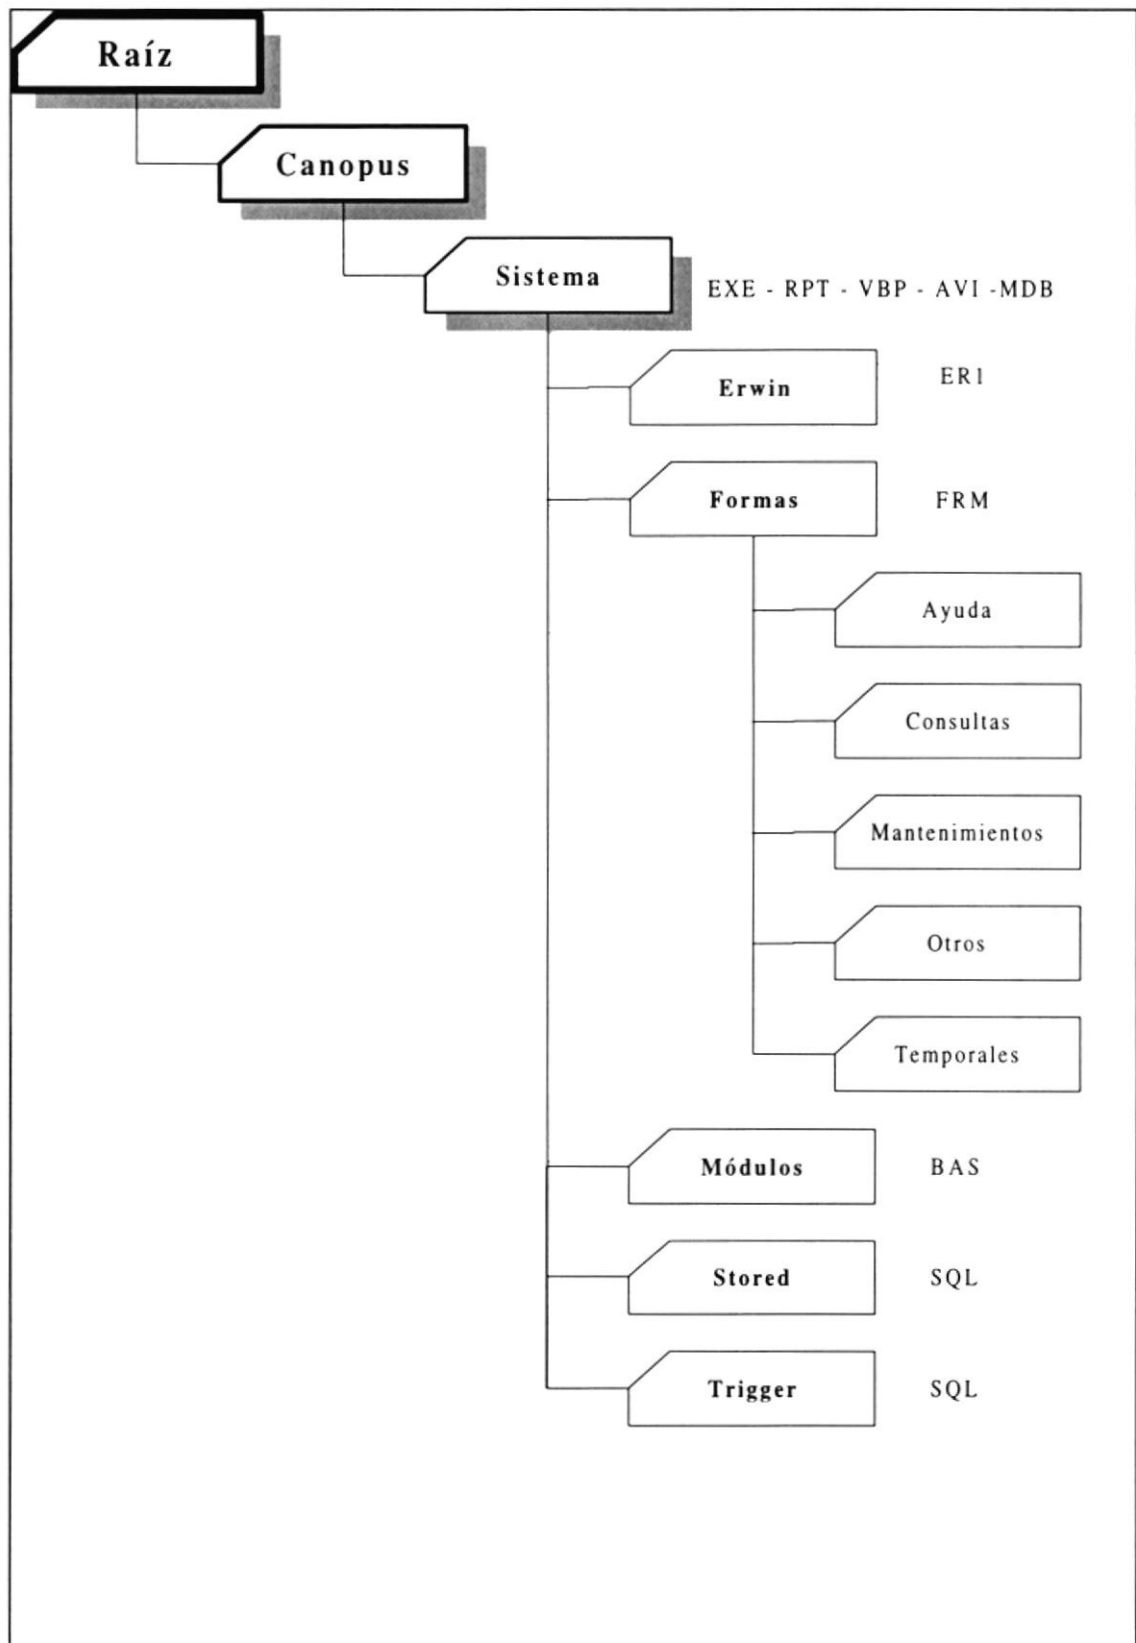 Raíz
Canopus
Sistema
EXE - RPT - VBP - AVI -MDB
Erwin
ER1
Formas
FRM
Ayuda
Consultas
Mantenimientos
Otros
Temporales
Módulos
BAS
Stored
SQL
Trigger
SQL